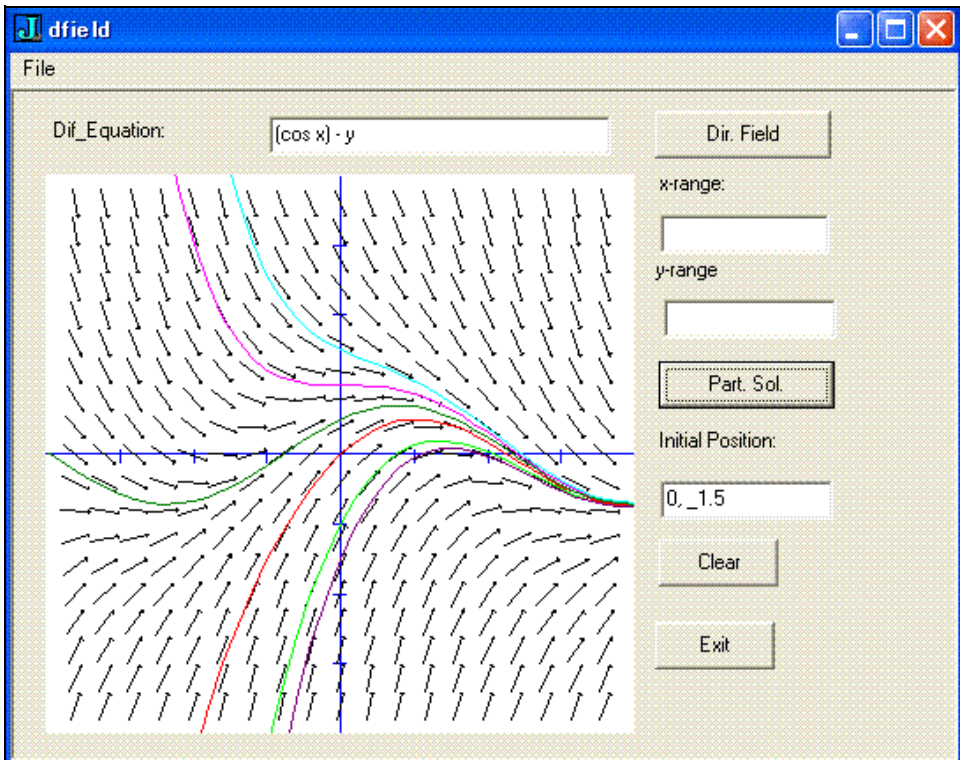 dfield
File
Dif_Equation:
(cos x) - y
Dir. Field
x-range:
y-range
Part. Sol.
Initial Position:
0, _1.5
Clear
Exit